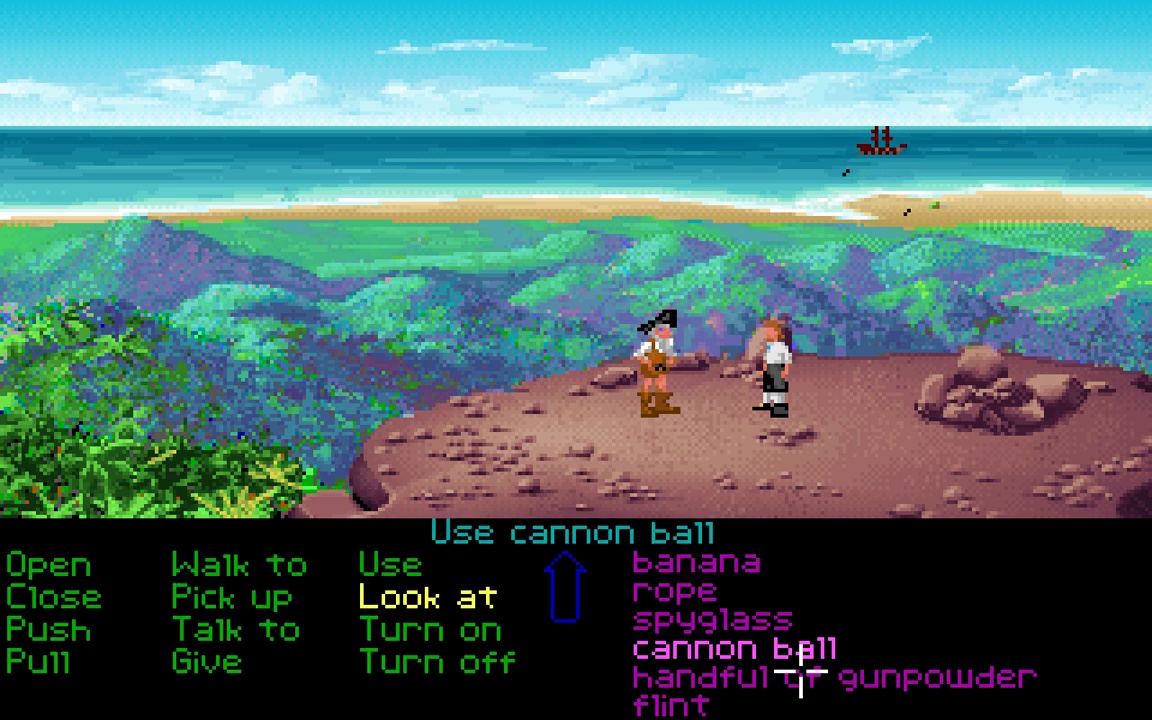 Use cannon ball
Open Walk to Use banana
rope
Close Pick up Look at spyglass
Push Talk to Turn on cannon ball
Pull Give Turn off handful of gunpowder
flint